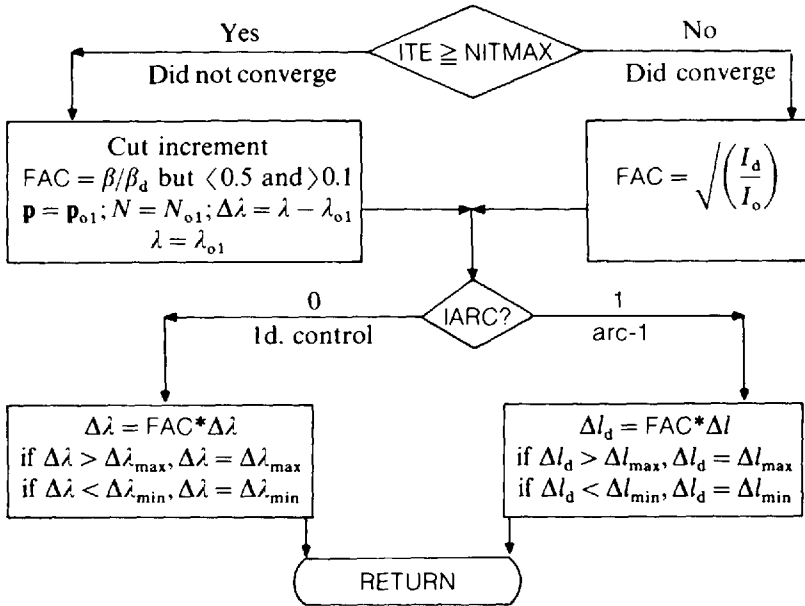 Yes
ITE ≧ NITMAX
No
Did not converge
Did converge
Cut increment
FAC = β/β_d but ⟨0.5 and⟩0.1
𝐩 = 𝐩_o1; N = N_o1; Δλ = λ − λ_o1
λ = λ_o1
FAC = √(I_d/I_o)
0
IARC?
1
1d. control
arc-1
Δλ = FAC*Δλ
if Δλ > Δλ_max, Δλ = Δλ_max
if Δλ < Δλ_min, Δλ = Δλ_min
Δl_d = FAC*Δl
if Δl_d > Δl_max, Δl_d = Δl_max
if Δl_d < Δl_min, Δl_d = Δl_min
RETURN